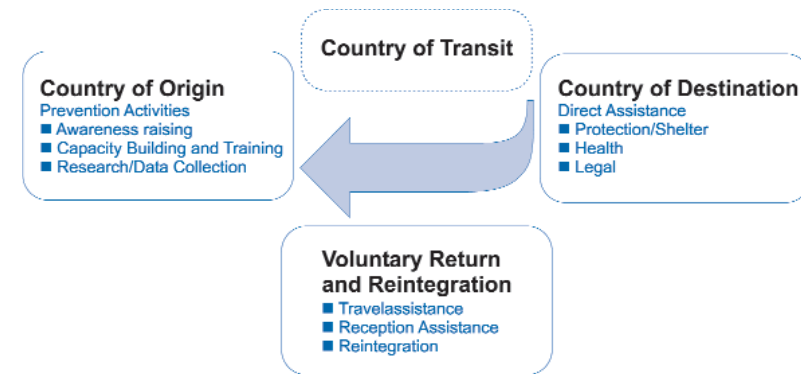 Country of Transit
Country of Origin
Prevention Activities
■ Awareness raising
■ Capacity Building and Training
■ Research/Data Collection
Country of Destination
Direct Assistance
■ Protection/Shelter
■ Health
■ Legal
Voluntary Return
and Reintegration
■ Travelassistance
■ Reception Assistance
■ Reintegration